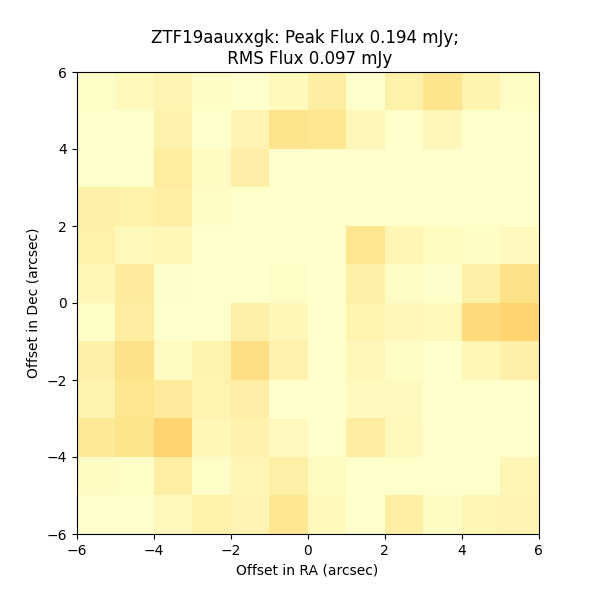 ZTF19aauxxgk: Peak Flux 0.194 mJy;
RMS Flux 0.097 mJy
6
4
2
0
−2
−4
−6
Offset in Dec (arcsec)
−6 −4 −2 0 2 4 6
Offset in RA (arcsec)